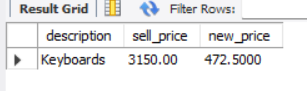 Result Grid Filter Rows:
description sell_price new_price
Keyboards 3150.00 472.5000